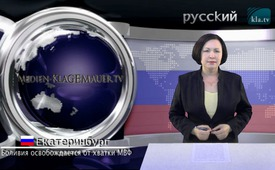 русский
kla.tv
MEDIEN-KLAGEMAUER.TV
Екатеринбург
Боливия освобождается от хватки МВФ